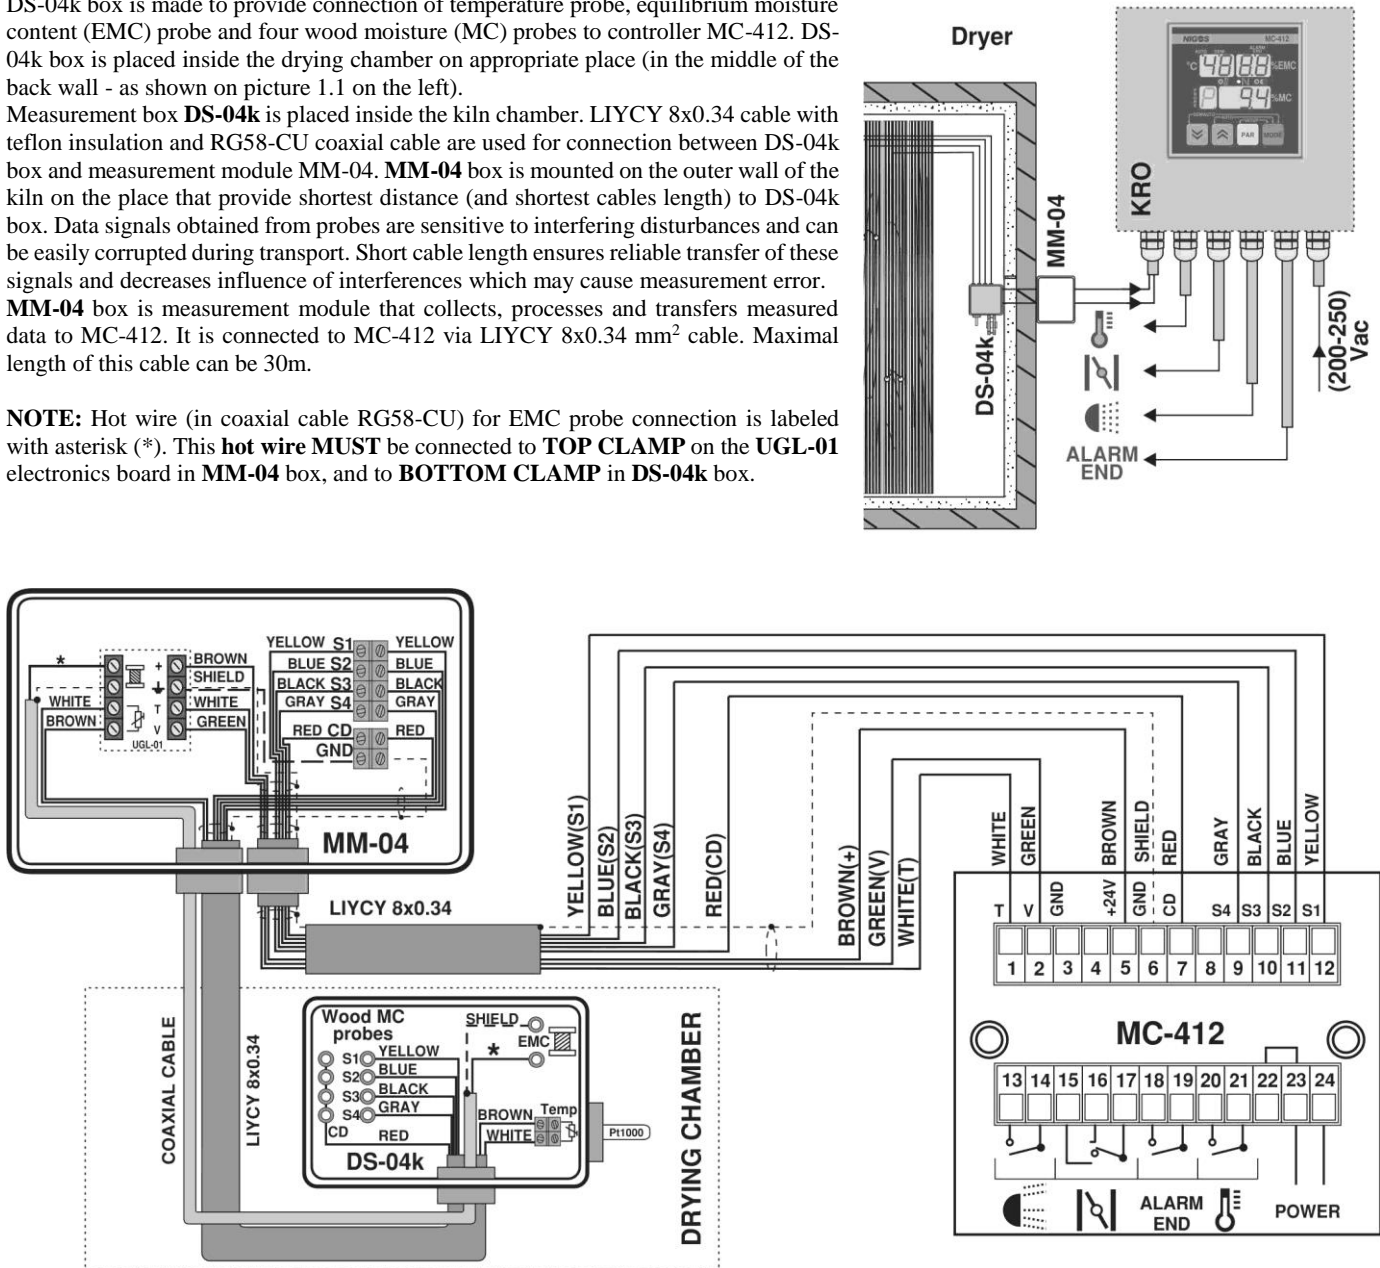 DS-04k box is made to provide connection of temperature probe, equilibrium moisture
content (EMC) probe and four wood moisture (MC) probes to controller MC-412. DS-
04k box is placed inside the drying chamber on appropriate place (in the middle of the
back wall - as shown on picture 1.1 on the left).
Measurement box DS-04k is placed inside the kiln chamber. LIYCY 8x0.34 cable with
teflon insulation and RG58-CU coaxial cable are used for connection between DS-04k
box and measurement module MM-04. MM-04 box is mounted on the outer wall of the
kiln on the place that provide shortest distance (and shortest cables length) to DS-04k
box. Data signals obtained from probes are sensitive to interfering disturbances and can
be easily corrupted during transport. Short cable length ensures reliable transfer of these
signals and decreases influence of interferences which may cause measurement error.
MM-04 box is measurement module that collects, processes and transfers measured
data to MC-412. It is connected to MC-412 via LIYCY 8x0.34 mm² cable. Maximal
length of this cable can be 30m.
NOTE: Hot wire (in coaxial cable RG58-CU) for EMC probe connection is labeled
with asterisk (*). This hot wire MUST be connected to TOP CLAMP on the UGL-01
electronics board in MM-04 box, and to BOTTOM CLAMP in DS-04k box.
Dryer
NIGOS MC-412
°C 48 8.8 %EMC
P 9.4 %MC
PAR MODE
KRO
MM-04
DS-04k
(200-250)
Vac
ALARM
END
*
WHITE
BROWN
+
T
V
UGL-01
BROWN
SHIELD
WHITE
GREEN
YELLOW S1 YELLOW
BLUE S2 BLUE
BLACK S3 BLACK
GRAY S4 GRAY
RED CD RED
GND
MM-04
LIYCY 8x0.34
YELLOW(S1)
BLUE(S2)
BLACK(S3)
GRAY(S4)
RED(CD)
BROWN(+)
GREEN(V)
WHITE(T)
WHITE
GREEN
BROWN
SHIELD
RED
GRAY
BLACK
BLUE
YELLOW
T V GND +24V GND CD S4 S3 S2 S1
1 2 3 4 5 6 7 8 9 10 11 12
MC-412
13 14 15 16 17 18 19 20 21 22 23 24
ALARM
END
POWER
COAXIAL CABLE
LIYCY 8x0.34
Wood MC
probes
S1 YELLOW
S2 BLUE
S3 BLACK
S4 GRAY
CD RED
SHIELD
EMC
*
BROWN
WHITE
Temp
Pt1000
DS-04k
DRYING CHAMBER